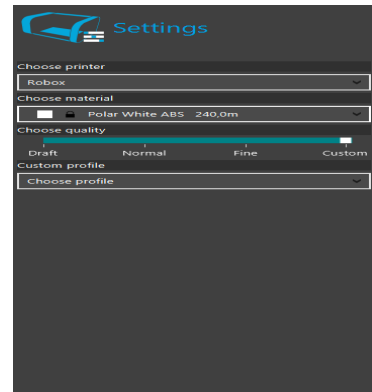 Settings
Choose printer
Robox
Choose material
Polar White ABS 240,0m
Choose quality
Draft Normal Fine Custom
Custom profile
Choose profile